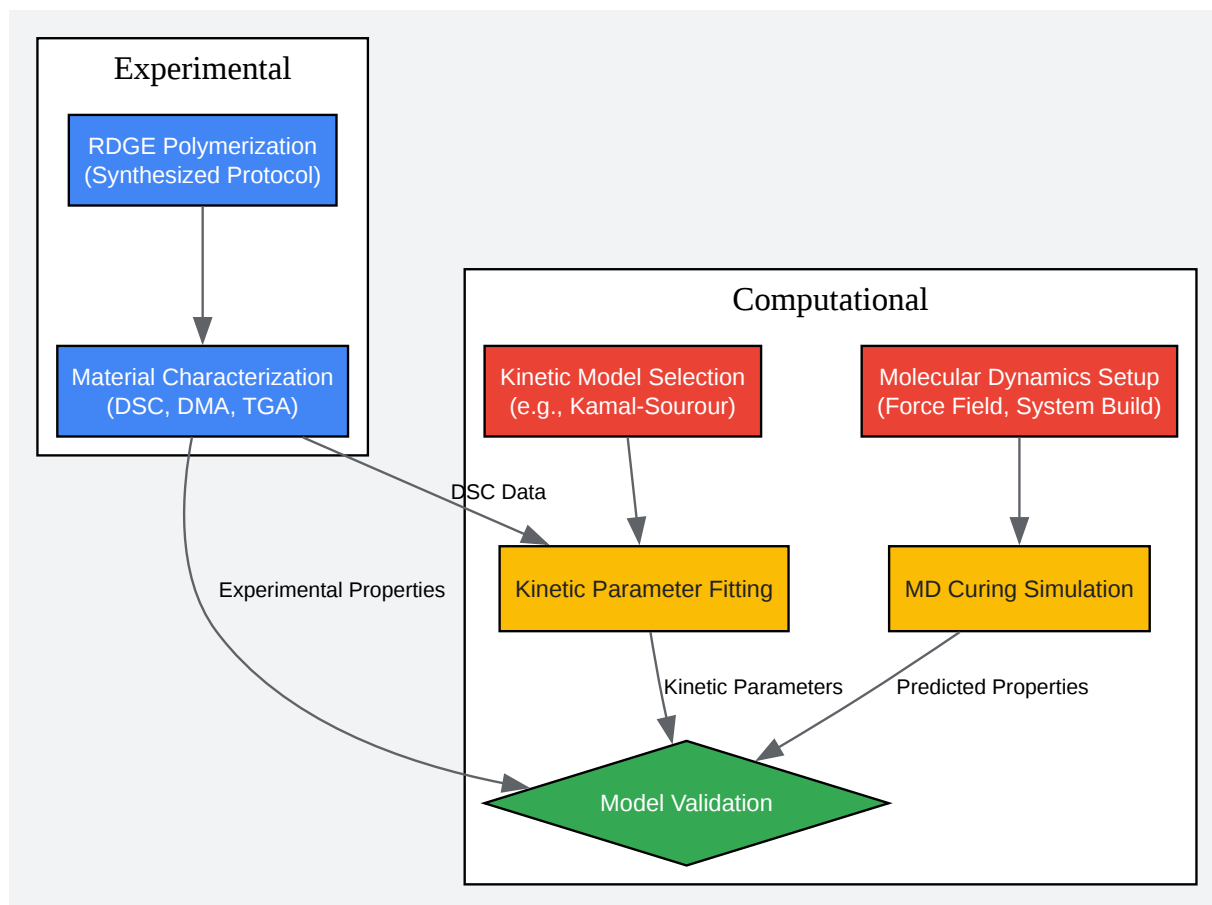 Experimental
RDGE Polymerization
(Synthesized Protocol)
Material Characterization
(DSC, DMA, TGA)
Computational
Kinetic Model Selection
(e.g., Kamal-Sourour)
Molecular Dynamics Setup
(Force Field, System Build)
DSC Data
Experimental Properties
Kinetic Parameter Fitting
MD Curing Simulation
Kinetic Parameters
Predicted Properties
Model Validation